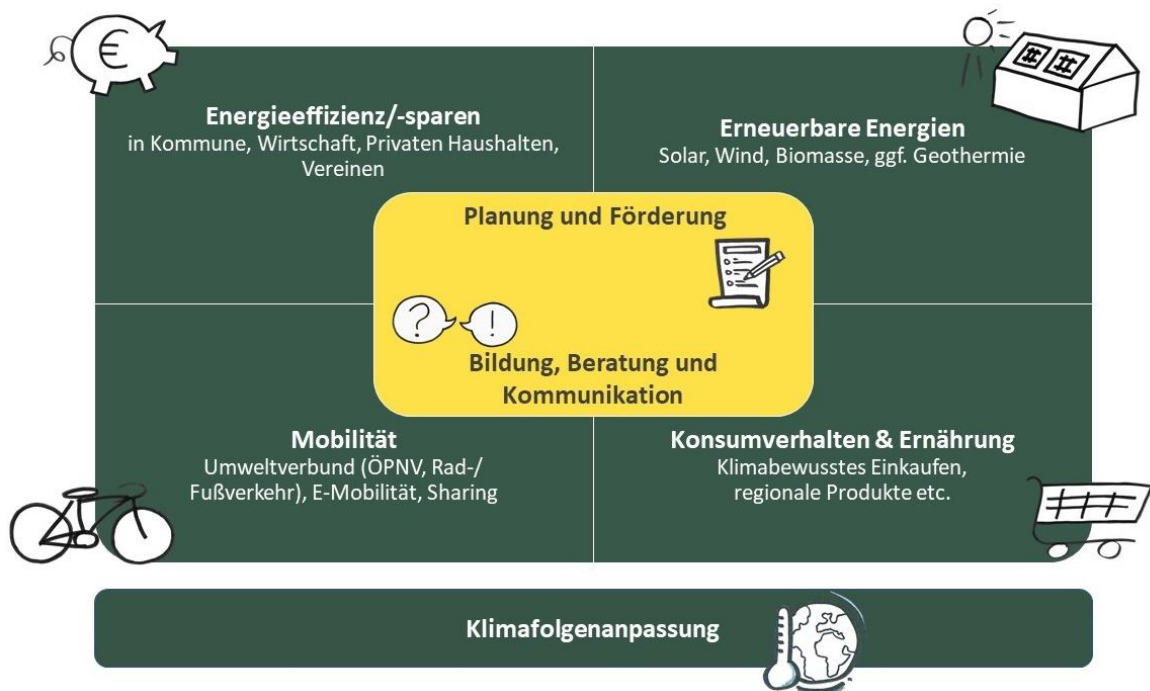 Energieeffizienz/-sparen
in Kommune, Wirtschaft, Privaten Haushalten,
Vereinen
Erneuerbare Energien
Solar, Wind, Biomasse, ggf. Geothermie
Planung und Förderung
Bildung, Beratung und
Kommunikation
Mobilität
Umweltverbund (ÖPNV, Rad-/
Fußverkehr), E-Mobilität, Sharing
Konsumverhalten & Ernährung
Klimabewusstes Einkaufen,
regionale Produkte etc.
Klimafolgenanpassung